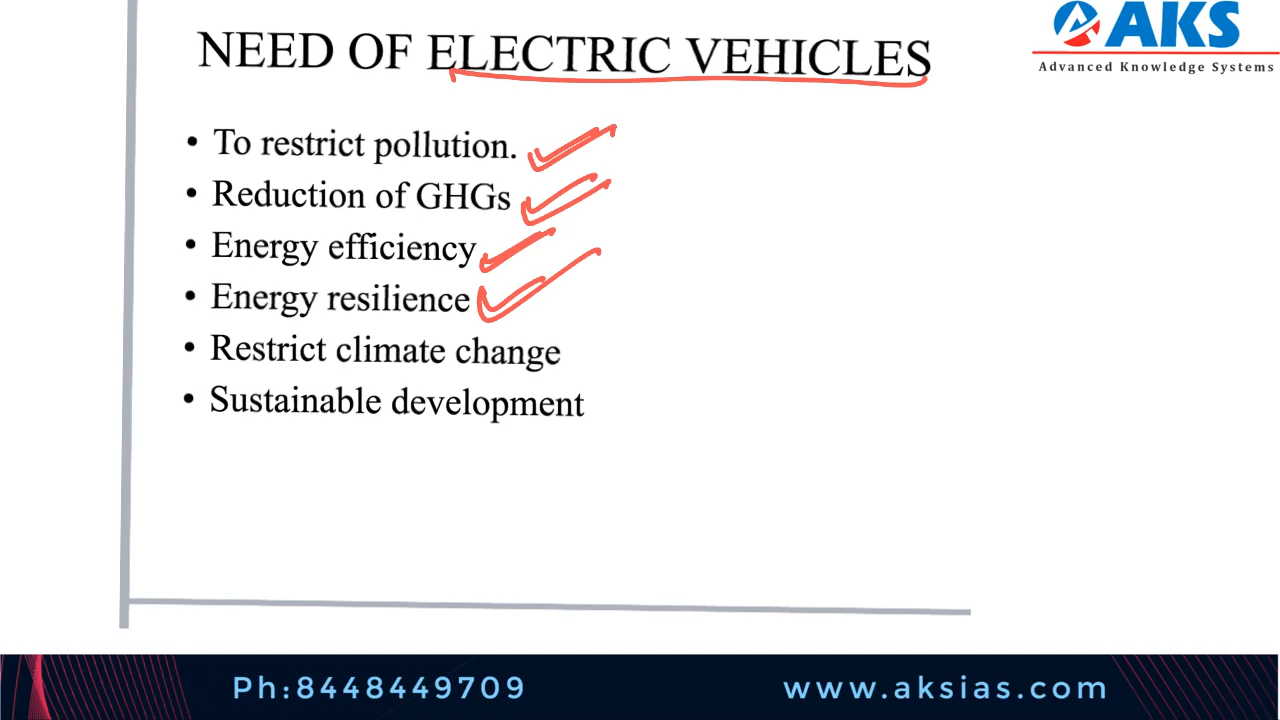 NEED OF ELECTRIC VEHICLES
AKS
Advanced Knowledge Systems
• To restrict pollution.
• Reduction of GHGs
• Energy efficiency
• Energy resilience
• Restrict climate change
• Sustainable development
Ph:8448449709
www.aksias.com